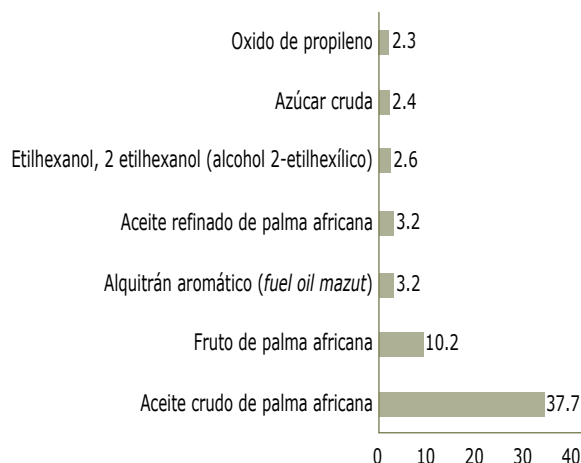 Oxido de propileno 2.3
Azúcar cruda 2.4
Etilhexanol, 2 etilhexanol (alcohol 2-etilhexílico) 2.6
Aceite refinado de palma africana 3.2
Alquitrán aromático (fuel oil mazut) 3.2
Fruto de palma africana 10.2
Aceite crudo de palma africana 37.7
0 10 20 30 40